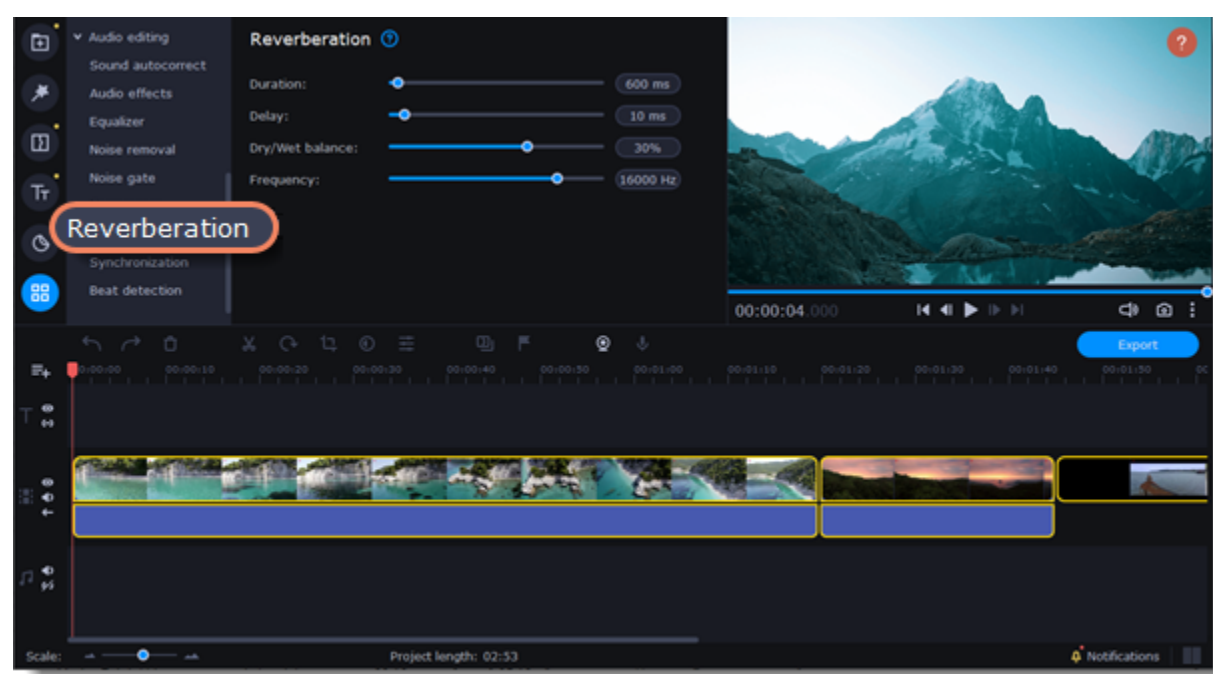 Audio editing
Sound autocorrect
Audio effects
Equalizer
Noise removal
Noise gate
Reverberation
Synchronization
Beat detection
Reverberation ?
Duration: 600 ms
Delay: 10 ms
Dry/Wet balance: 30%
Frequency: 16000 Hz
?
00:00:04.000
Export
00:00:00 00:00:10 00:00:20 00:00:30 00:00:40 00:00:50 00:01:00 00:01:10 00:01:20 00:01:30 00:01:40 00:01:50 00
Scale:
Project length: 02:53
Notifications